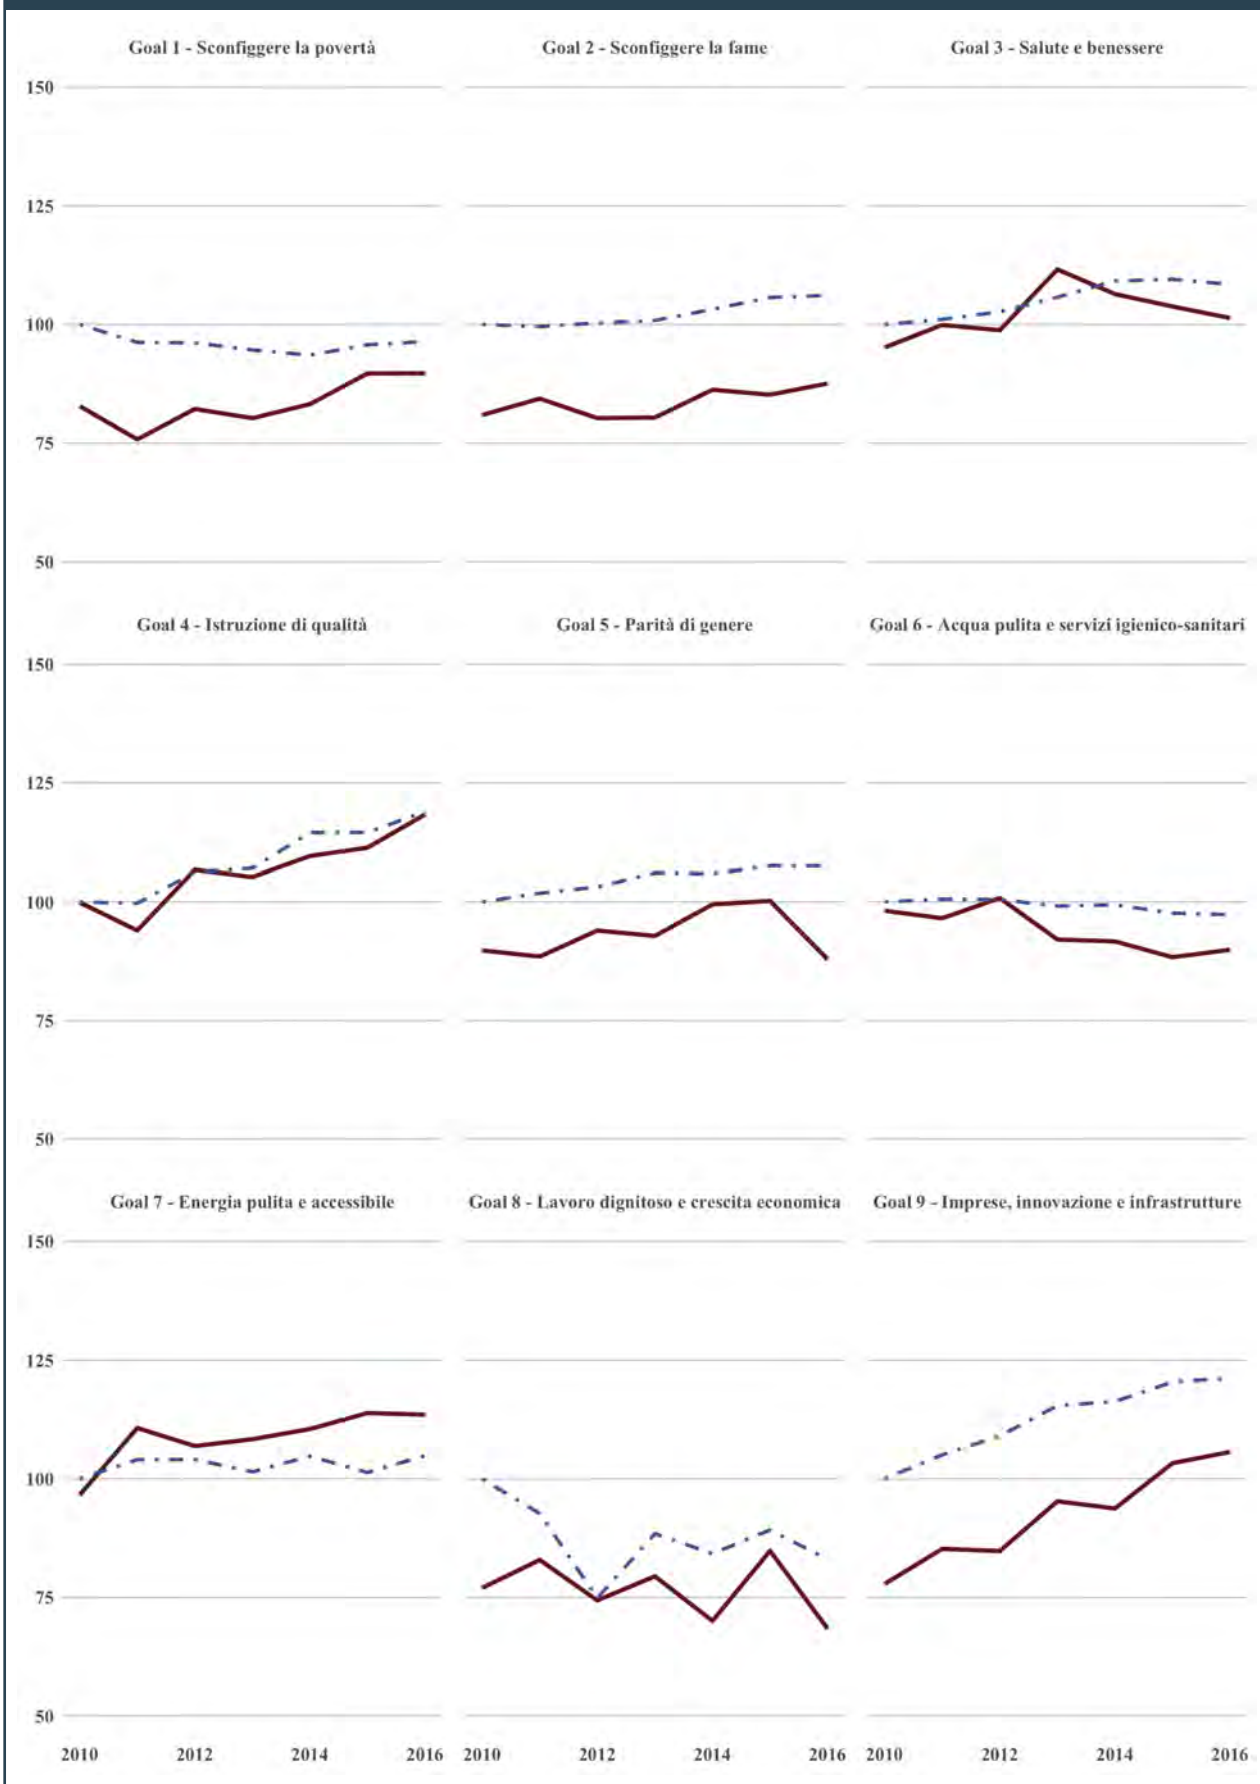 Goal 1 - Sconfiggere la povertà
Goal 2 - Sconfiggere la fame
Goal 3 - Salute e benessere
150
125
100
75
50
Goal 4 - Istruzione di qualità
Goal 5 - Parità di genere
Goal 6 - Acqua pulita e servizi igienico-sanitari
150
125
100
75
50
Goal 7 - Energia pulita e accessibile
Goal 8 - Lavoro dignitoso e crescita economica
Goal 9 - Imprese, innovazione e infrastrutture
150
125
100
75
50
2010 2012 2014 2016
2010 2012 2014 2016
2010 2012 2014 2016